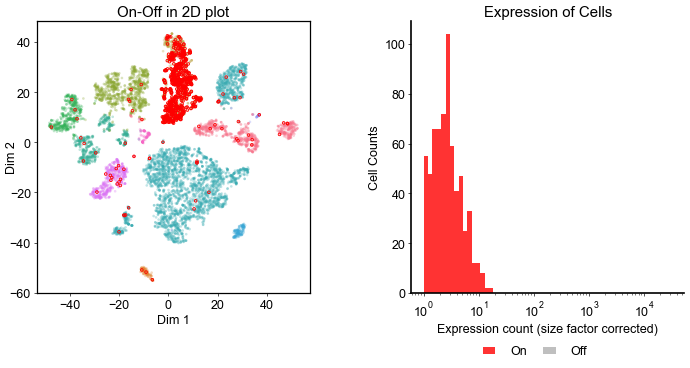 On-Off in 2D plot
Dim 2
40
20
0
−20
−40
−60
−40
−20
0
20
40
Dim 1
Expression of Cells
Cell Counts
100
80
60
40
20
0
10^0
10^1
10^2
10^3
10^4
Expression count (size factor corrected)
On
Off